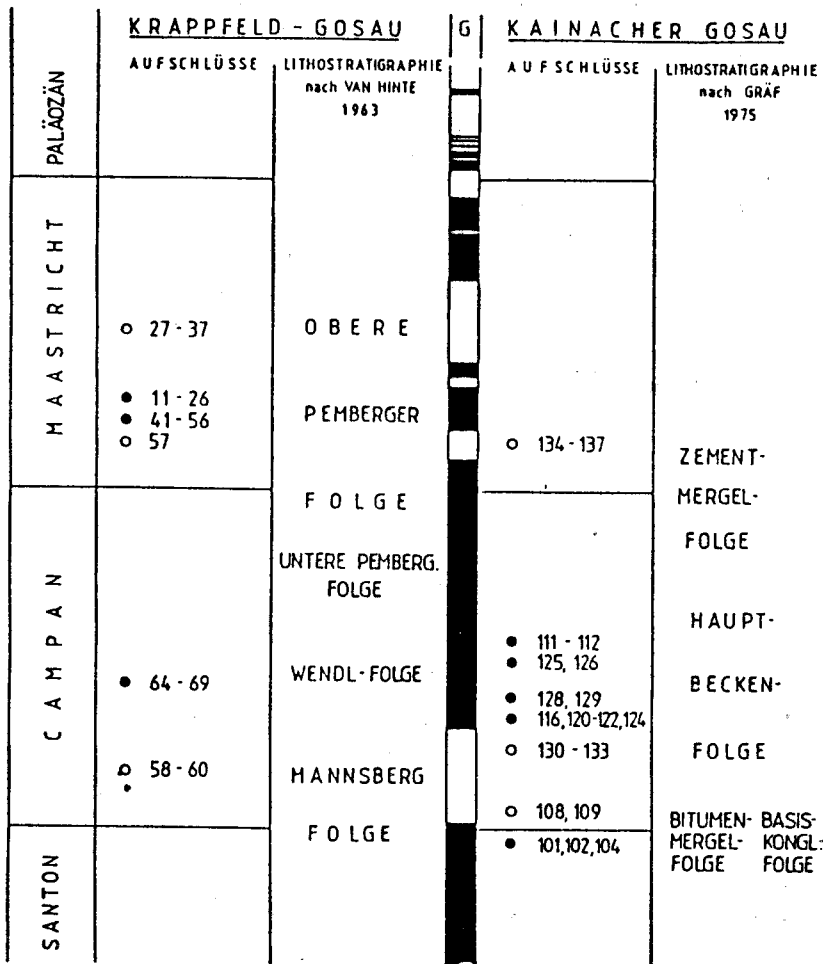 KRAPPFELD - GOSAU
G
KAINACHER GOSAU
AUFSCHLÜSSE
LITHOSTRATIGRAPHIE
nach VAN HINTE
1963
AUFSCHLÜSSE
LITHOSTRATIGRAPHIE
nach GRÄF
1975
PALÄOZÄN
MAASTRICHT
27 - 37
OBERE
11 - 26
41 - 56
PEMBERGER
57
134 - 137
ZEMENT-
MERGEL-
FOLGE
FOLGE
CAMPAN
UNTERE PEMBERG.
FOLGE
HAUPT-
111 - 112
125, 126
64 - 69
WENDL-FOLGE
BECKEN-
128, 129
116, 120-122, 124
130 - 133
FOLGE
58 - 60
MANNSBERG
FOLGE
108, 109
BITUMEN-
MERGEL-
FOLGE
BASIS-
KONGL.-
FOLGE
SANTON
101, 102, 104